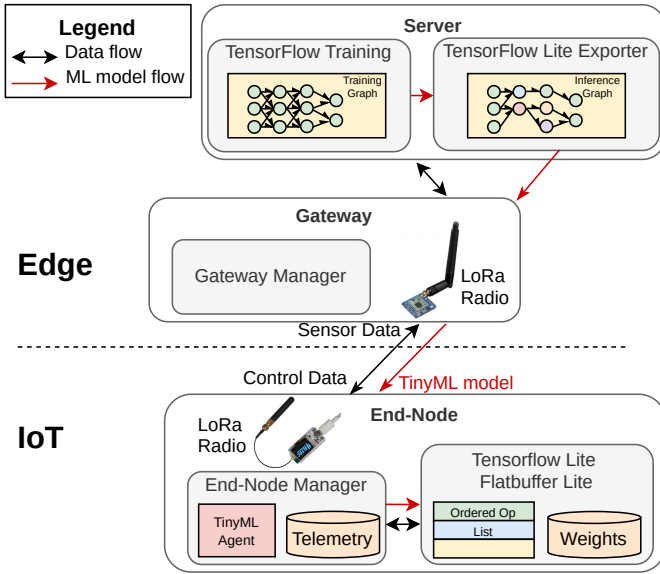 Legend
Data flow
ML model flow
Server
TensorFlow Training
Training
Graph
TensorFlow Lite Exporter
Inference
Graph
Gateway
Edge
Gateway Manager
LoRa
Radio
Sensor Data
Control Data
TinyML model
IoT
LoRa
Radio
End-Node
End-Node Manager
TinyML
Agent
Telemetry
Tensorflow Lite
Flatbuffer Lite
Ordered Op
List
Weights